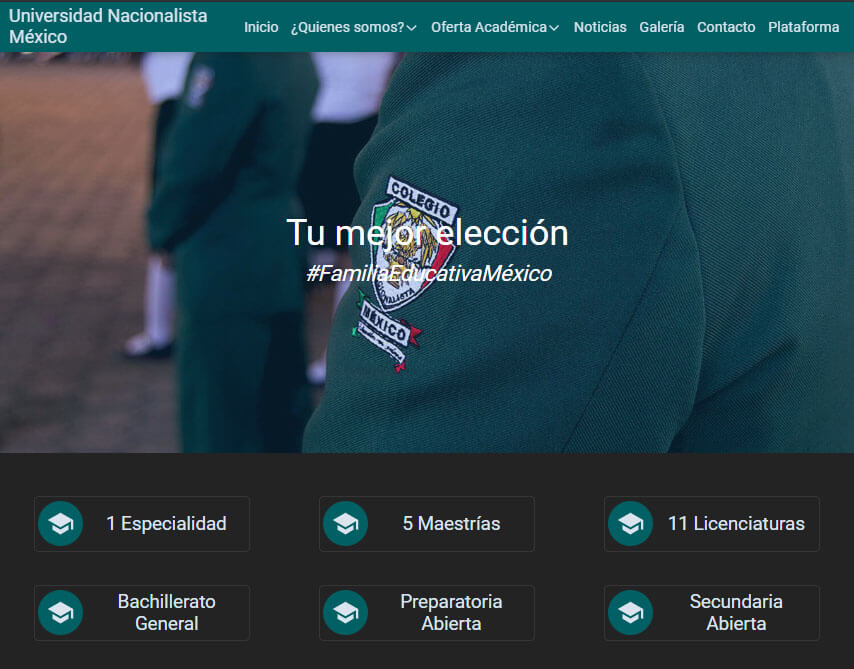 Universidad Nacionalista
México
Inicio
¿Quienes somos?
Oferta Académica
Noticias
Galería
Contacto
Plataforma
COLEGIO
Tu mejor elección
#FamiliaEducativaMéxico
MÉXICO
1 Especialidad
5 Maestrías
11 Licenciaturas
Bachillerato
General
Preparatoria
Abierta
Secundaria
Abierta